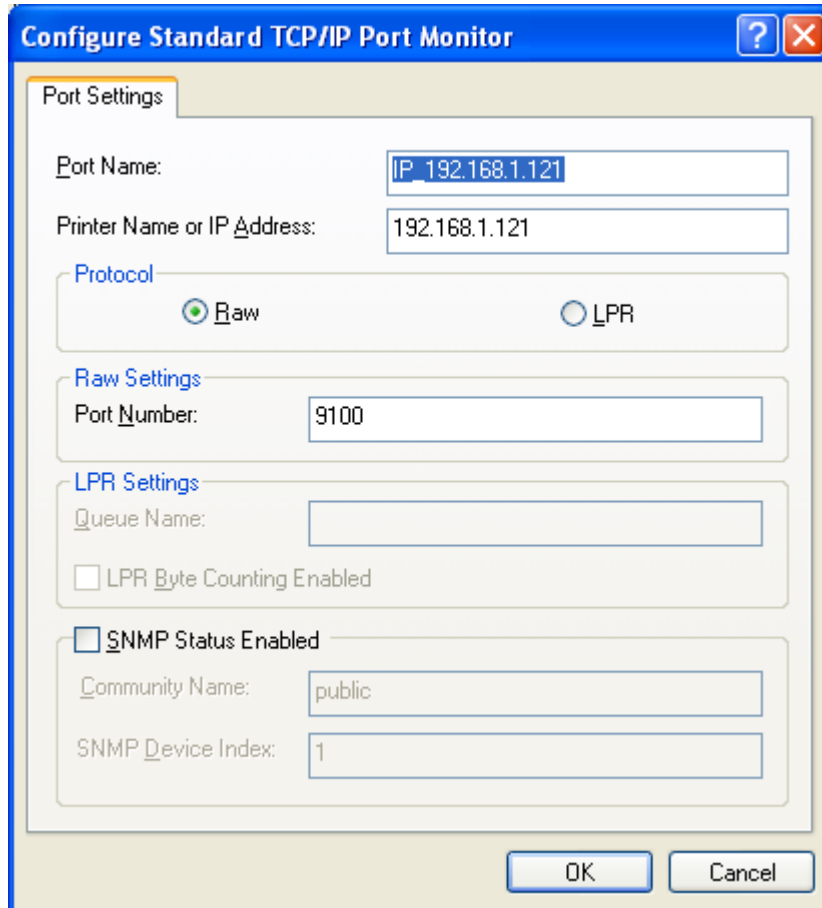 Configure Standard TCP/IP Port Monitor
Port Settings
Port Name: IP_192.168.1.121
Printer Name or IP Address: 192.168.1.121
Protocol
Raw LPR
Raw Settings
Port Number: 9100
LPR Settings
Queue Name:
LPR Byte Counting Enabled
SNMP Status Enabled
Community Name: public
SNMP Device Index: 1
OK Cancel